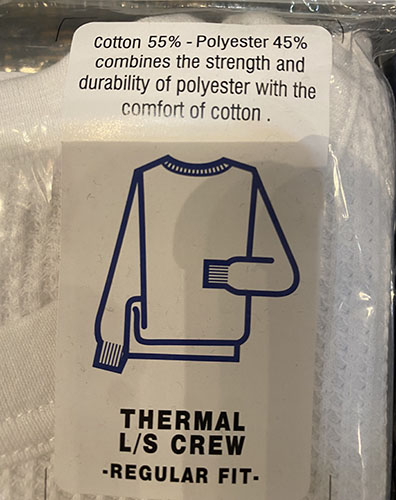 Cotton 55% - Polyester 45%
combines the strength and
durability of polyester with the
comfort of cotton .
THERMAL
L/S CREW
-REGULAR FIT-